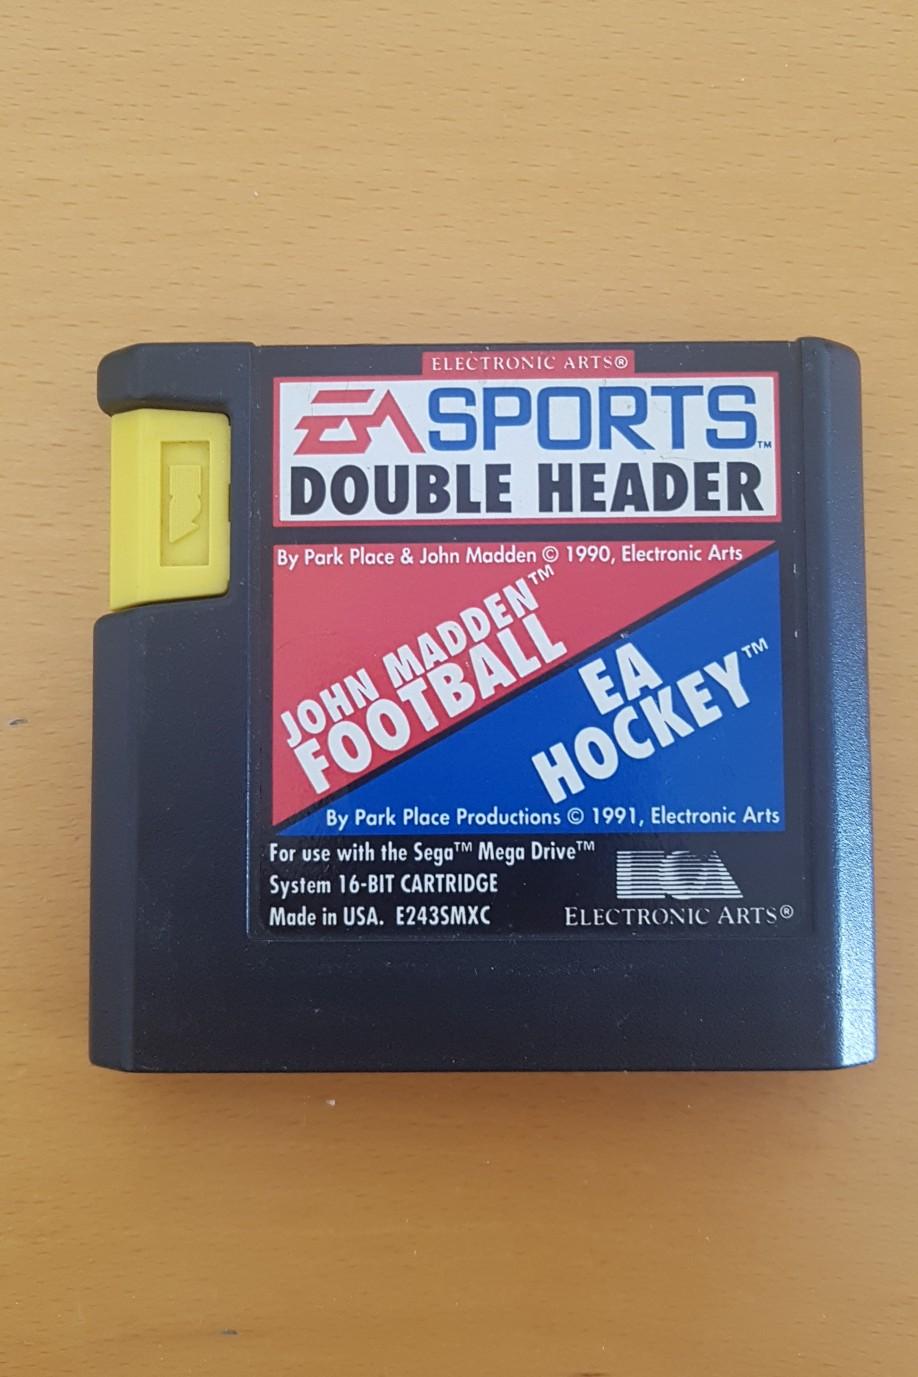 ELECTRONIC ARTS®
EA SPORTS™
DOUBLE HEADER
By Park Place & John Madden © 1990, Electronic Arts
JOHN MADDEN™
FOOTBALL
EA
HOCKEY™
By Park Place Productions © 1991, Electronic Arts
For use with the Sega™ Mega Drive™
System 16-BIT CARTRIDGE
Made in USA. E243SMXC
EA
ELECTRONIC ARTS®